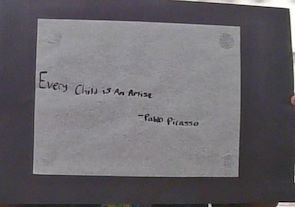 Every Child is An Artist
-Pablo Picasso